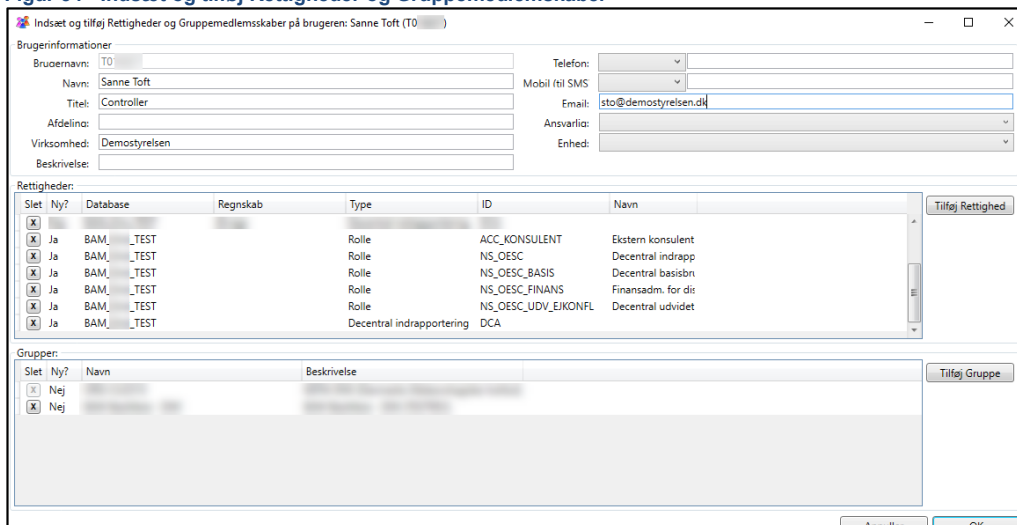 Indsæt og tilføj Rettigheder og Gruppemedlemsskaber på brugeren: Sanne Toft (T0 )
Brugerinformationer
Brugernavn: T0
Navn: Sanne Toft
Titel: Controller
Afdeling:
Virksomhed: Demostyrelsen
Beskrivelse:
Telefon:
Mobil (til SMS
Email: sto@demostyrelsen.dk
Ansvarlig:
Enhed:
Rettigheder:
Slet Ny? Database Regnskab Type ID Navn
X
X Ja BAM_ _TEST Rolle ACC_KONSULENT Ekstern konsulent
X Ja BAM_ _TEST Rolle NS_OESC Decentral indrapp
X Ja BAM_ _TEST Rolle NS_OESC_BASIS Decentral basisbru
X Ja BAM_ _TEST Rolle NS_OESC_FINANS Finansadm. for dis
X Ja BAM_ _TEST Rolle NS_OESC_UDV_EJKONFL Decentral udvidet
X Ja BAM_ _TEST Decentral indrapportering DCA
Tilføj Rettighed
Grupper:
Slet Ny? Navn Beskrivelse
X Nej
X Nej
Tilføj Gruppe